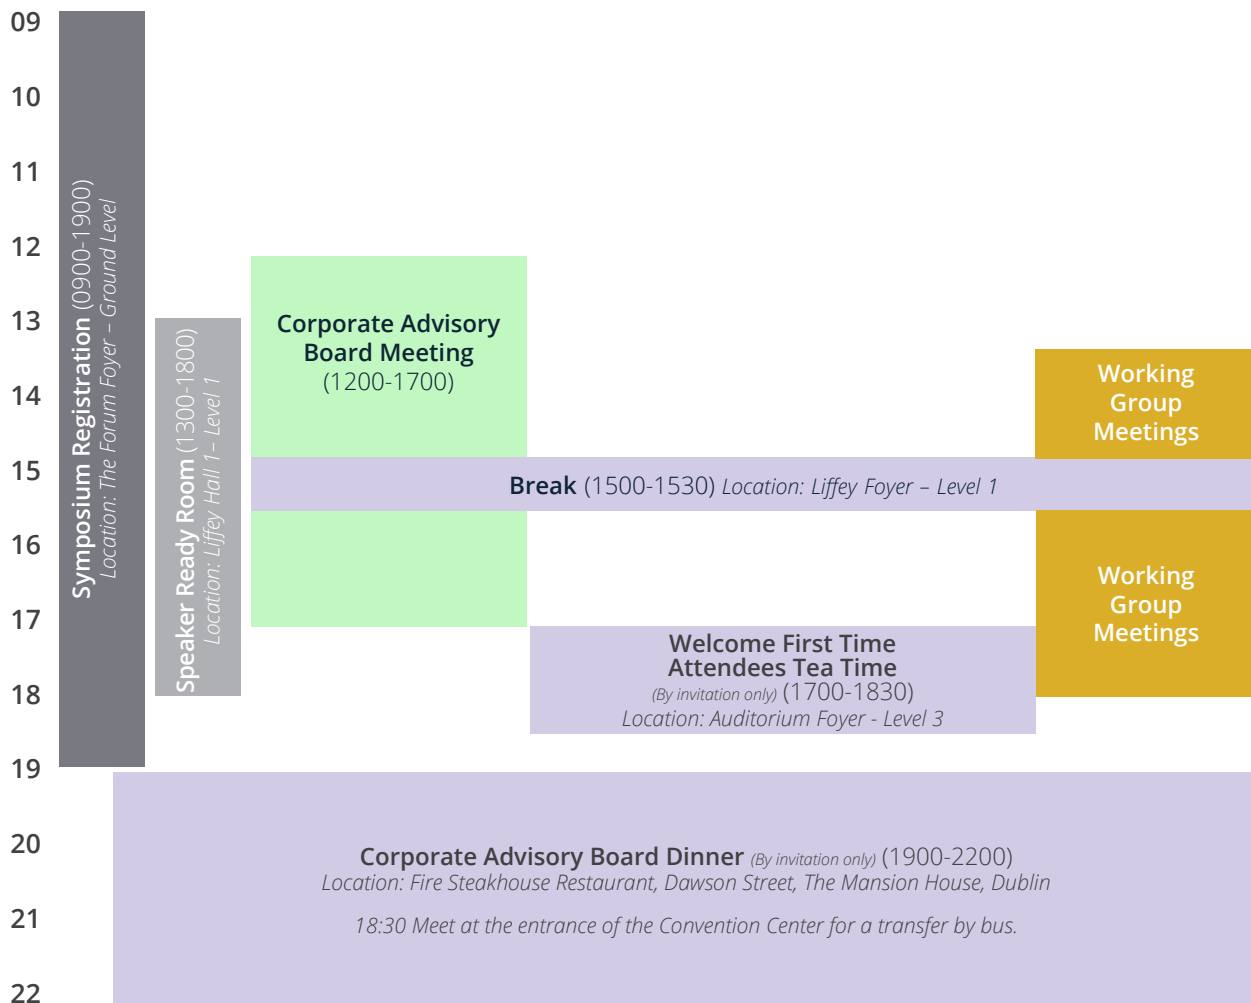 09
10
11
12
13
14
15
16
17
18
19
20
21
22
Symposium Registration (0900-1900)
Location: The Forum Foyer – Ground Level
Speaker Ready Room (1300-1800)
Location: Liffey Hall 1– Level 1
Corporate Advisory
Board Meeting
(1200-1700)
Working
Group
Meetings
Break (1500-1530) Location: Liffey Foyer – Level 1
Working
Group
Meetings
Welcome First Time
Attendees Tea Time
(By invitation only) (1700-1830)
Location: Auditorium Foyer - Level 3
Corporate Advisory Board Dinner (By invitation only) (1900-2200)
Location: Fire Steakhouse Restaurant, Dawson Street, The Mansion House, Dublin
18:30 Meet at the entrance of the Convention Center for a transfer by bus.